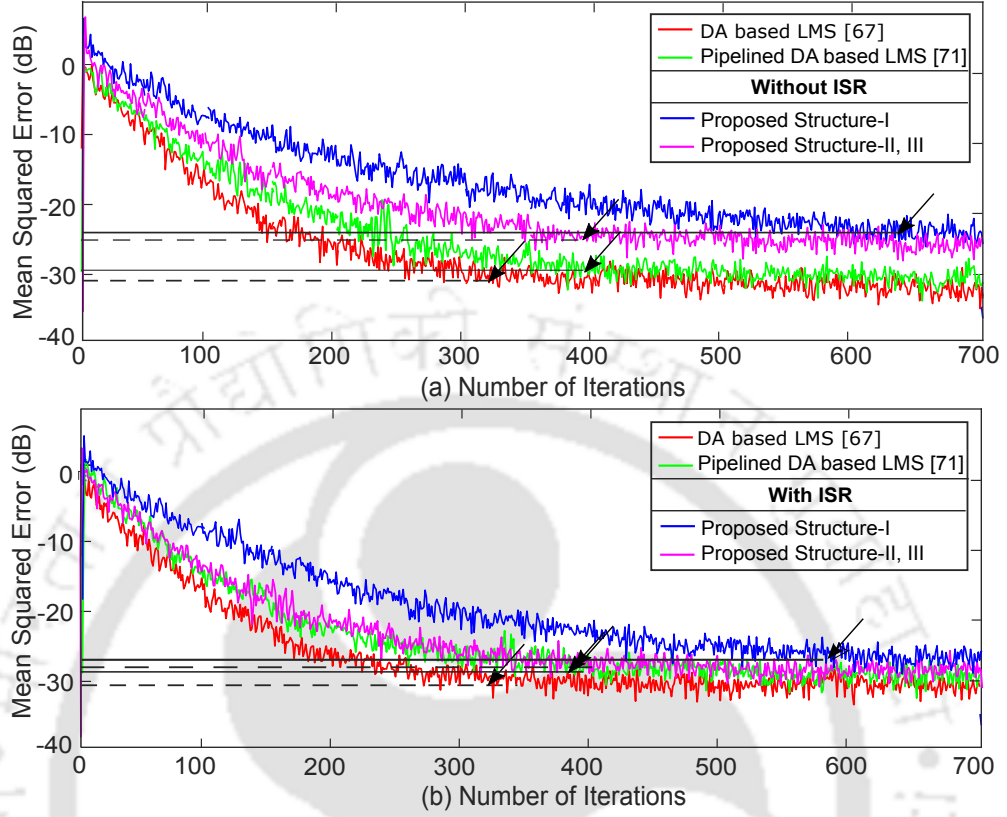 Mean Squared Error (dB)
0
-10
-20
-30
-40
DA based LMS [67]
Pipelined DA based LMS [71]
Without ISR
Proposed Structure-I
Proposed Structure-II, III
0 100 200 300 400 500 600 700
(a) Number of Iterations
Mean Squared Error (dB)
0
-10
-20
-30
-40
DA based LMS [67]
Pipelined DA based LMS [71]
With ISR
Proposed Structure-I
Proposed Structure-II, III
0 100 200 300 400 500 600 700
(b) Number of Iterations